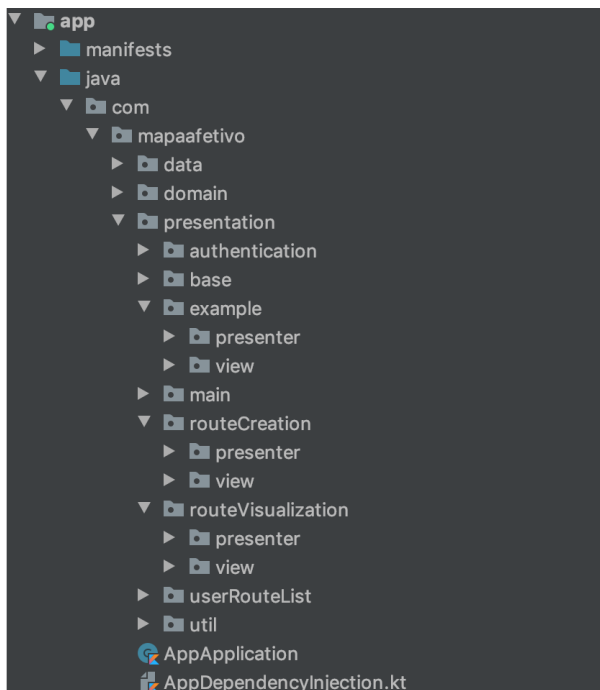 app
manifests
java
com
mapaafetivo
data
domain
presentation
authentication
base
example
presenter
view
main
routeCreation
presenter
view
routeVisualization
presenter
view
userRouteList
util
AppApplication
AppDependencyInjection.kt